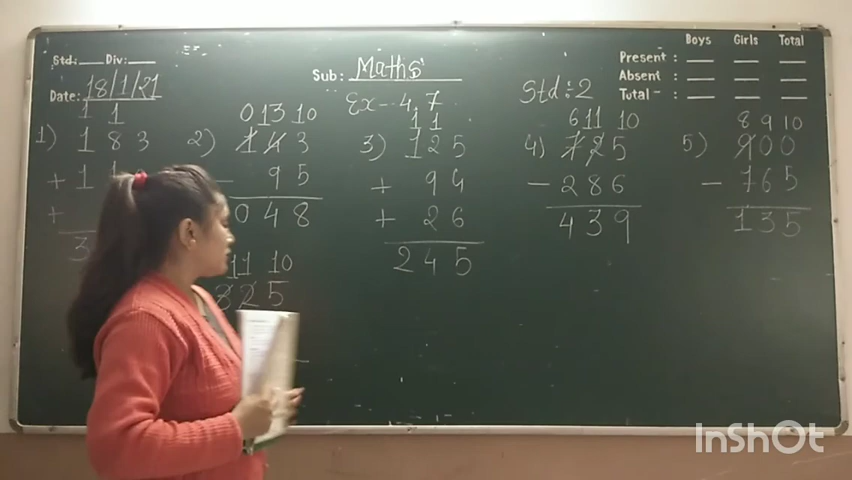 Boys Girls Total
Std: Div:
Present :
Absent :
Total :
Date: 18/1/21
Sub: Maths
Ex - 4.7
Std : 2
1 1
1) 1 8 3
+ 1
+
3
0 13 10
2) 1 4 3
- 9 5
0 4 8
11 10
3 2 5
1 1
3) 1 2 5
+ 9 4
+ 2 6
2 4 5
6 11 10
4) 7 2 5
- 2 8 6
4 3 9
8 9 10
5) 9 0 0
- 7 6 5
1 3 5
InShOt